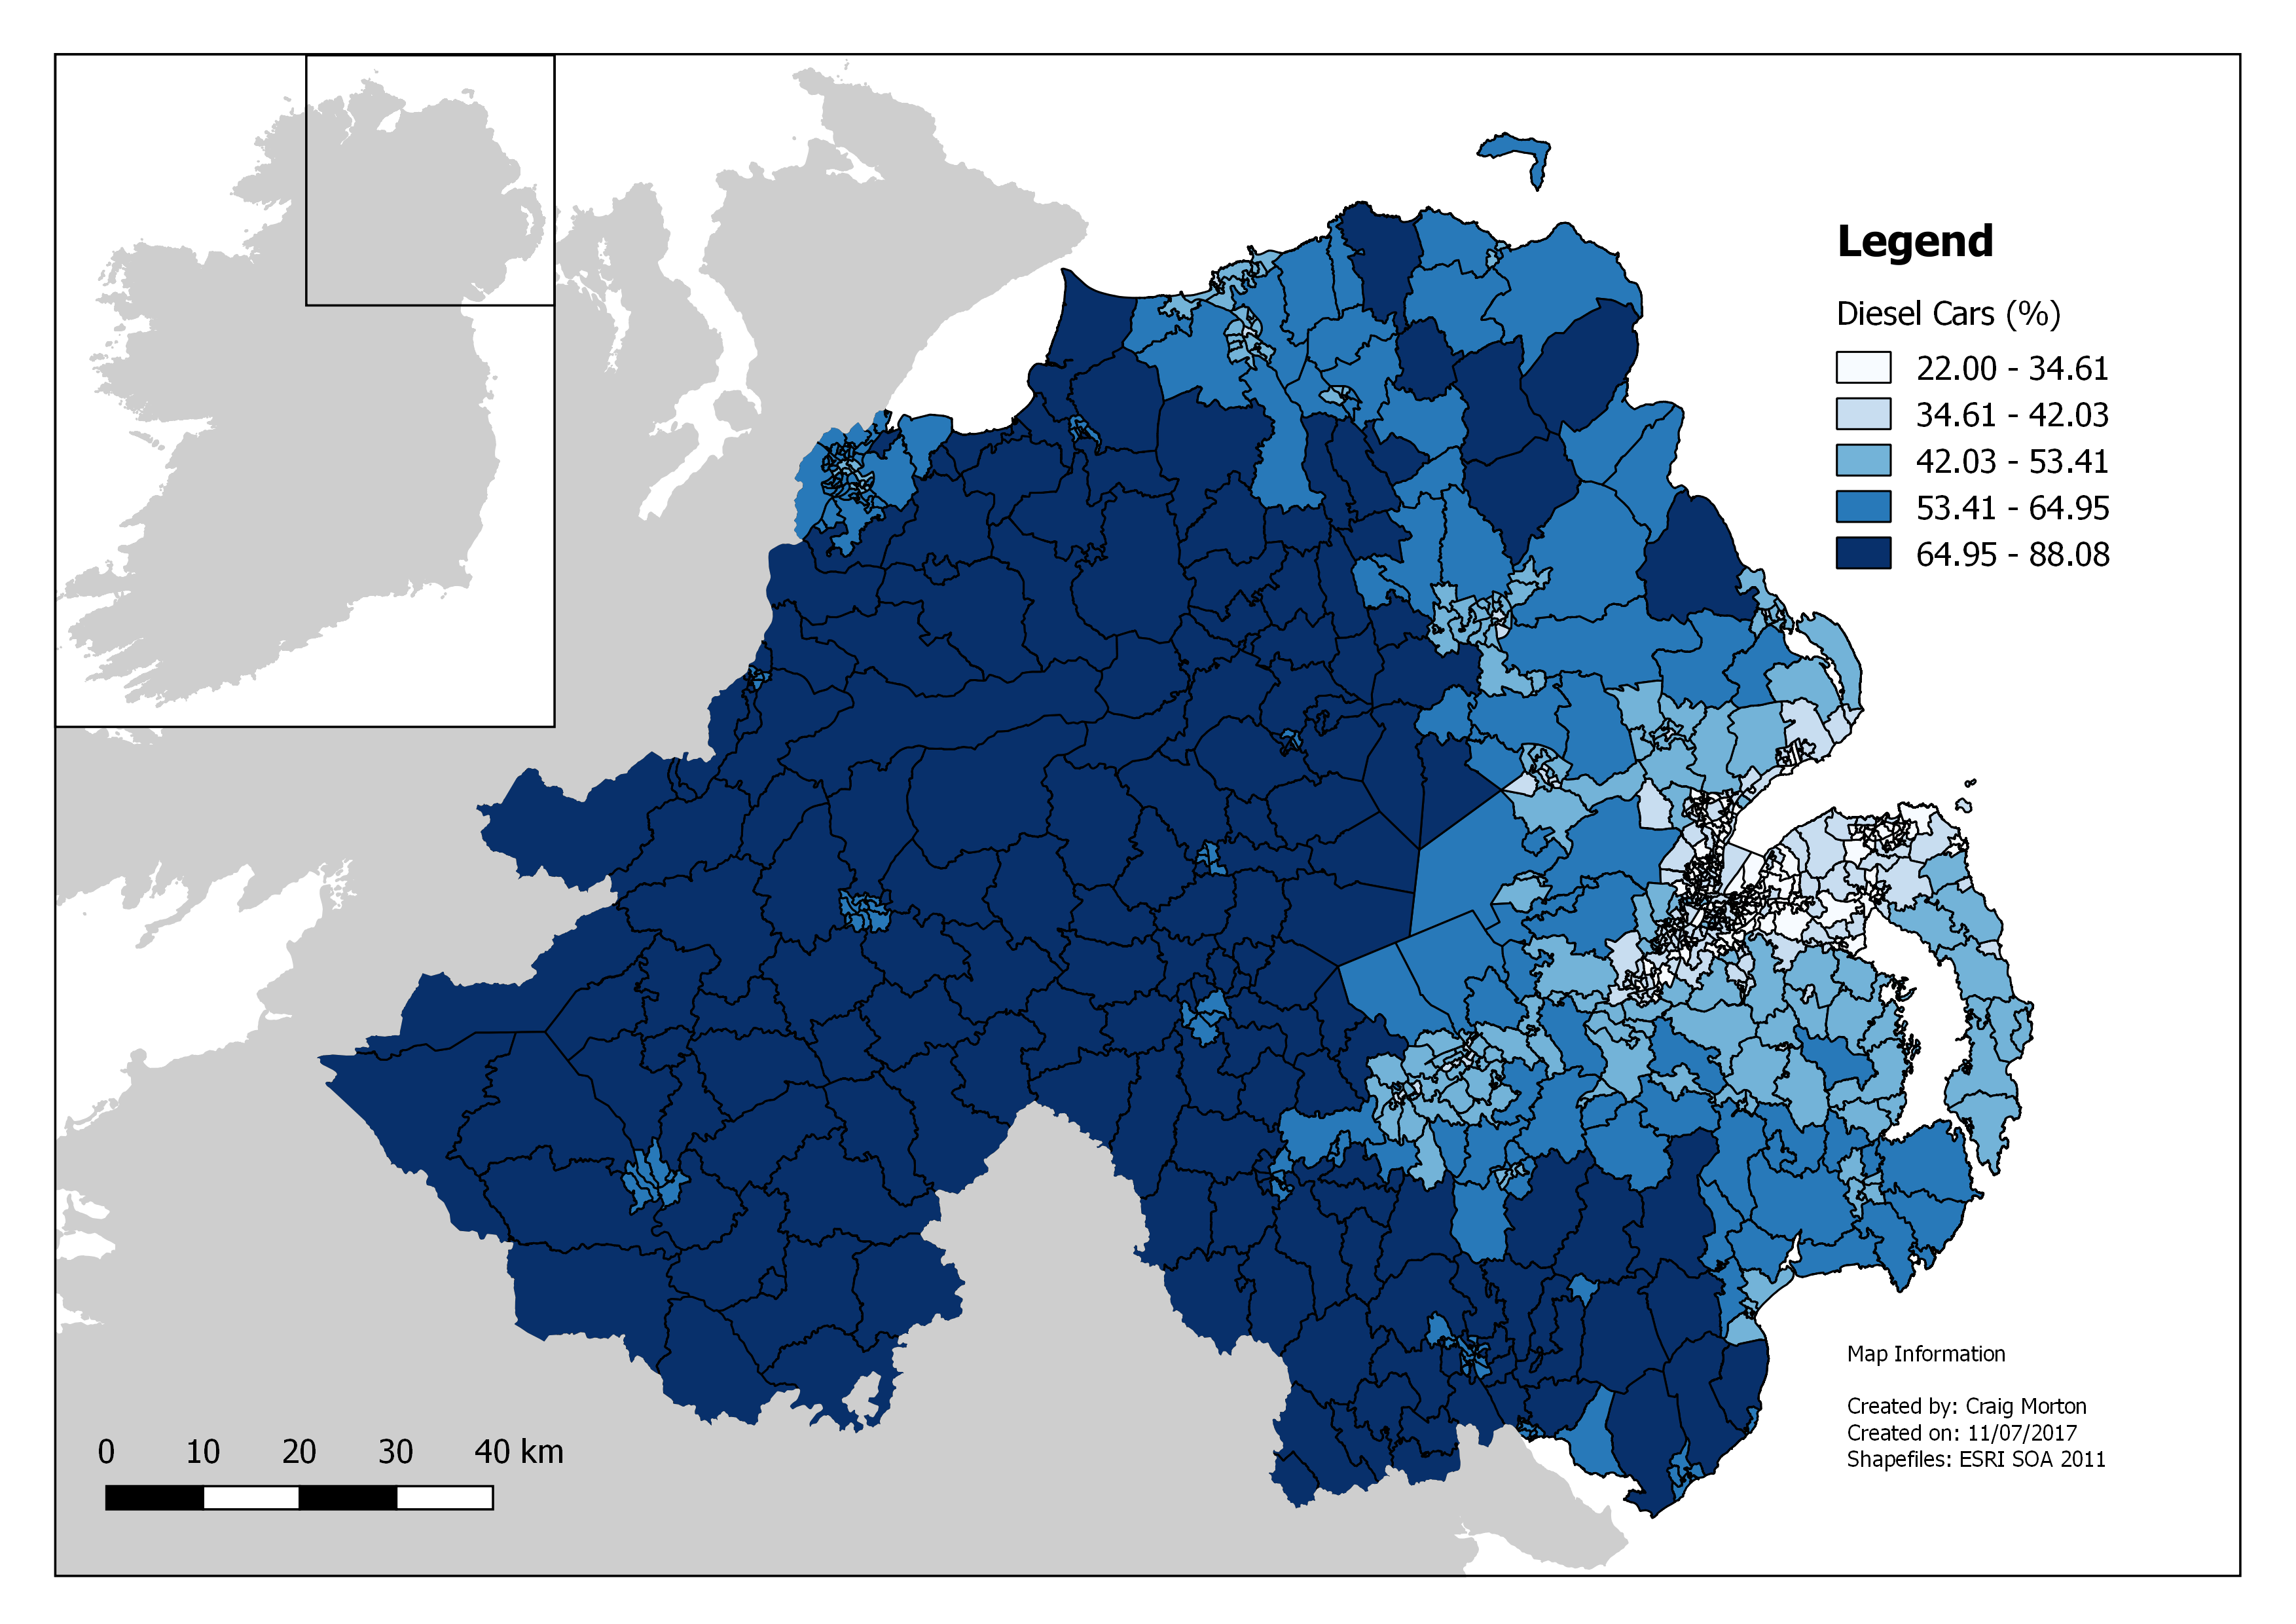 Legend
Diesel Cars (%)
22.00 - 34.61
34.61 - 42.03
42.03 - 53.41
53.41 - 64.95
64.95 - 88.08
Map Information
Created by: Craig Morton
Created on: 11/07/2017
Shapefiles: ESRI SOA 2011
0 10 20 30 40 km